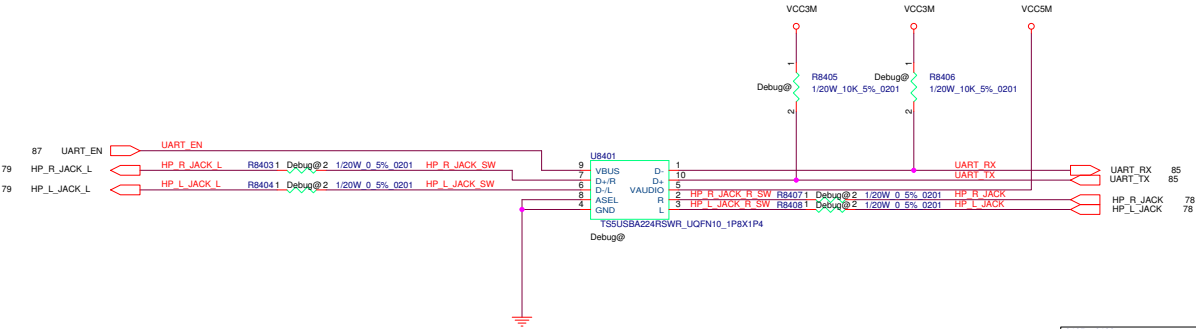 VCC3M VCC3M VCC5M
1 1
R8405 R8406
Debug@ 1/20W_10K_5%_0201 Debug@ 1/20W_10K_5%_0201
2 2
87 UART_EN UART_EN
U8401
79 HP_R_JACK_L HP_R_JACK_L R8403 1 Debug@ 2 1/20W_0_5%_0201 HP_R_JACK_SW 9 VBUS D- 1 UART_RX UART_RX 85
7 D+/R D+ 10 UART_TX UART_TX 85
79 HP_L_JACK_L HP_L_JACK_L R8404 1 Debug@ 2 1/20W_0_5%_0201 HP_L_JACK_SW 6 D-/L VAUDIO 5
8 ASEL R 2 HP_R_JACK_R_SW R8407 1 Debug@ 2 1/20W_0_5%_0201 HP_R_JACK HP_R_JACK 78
4 GND L 3 HP_L_JACK_R_SW R8408 1 Debug@ 2 1/20W_0_5%_0201 HP_L_JACK HP_L_JACK 78
TS5USBA224RSWR_UQFN10_1P8X1P4
Debug@